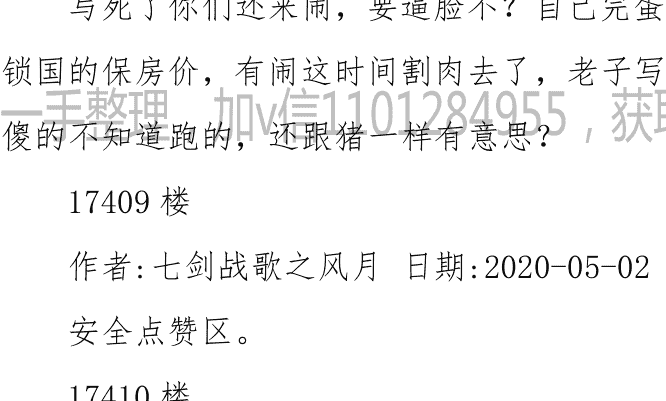 写死了你们还来闹，要逼脸不？自己完蛋
锁国的保房价，有闹这时间割肉去了，老子写
一手整理，加v信1101284955，获取
傻的不知道跑的，还跟猪一样有意思？
17409 楼
作者:七剑战歌之风月 日期:2020-05-02
安全点赞区。
17410 楼